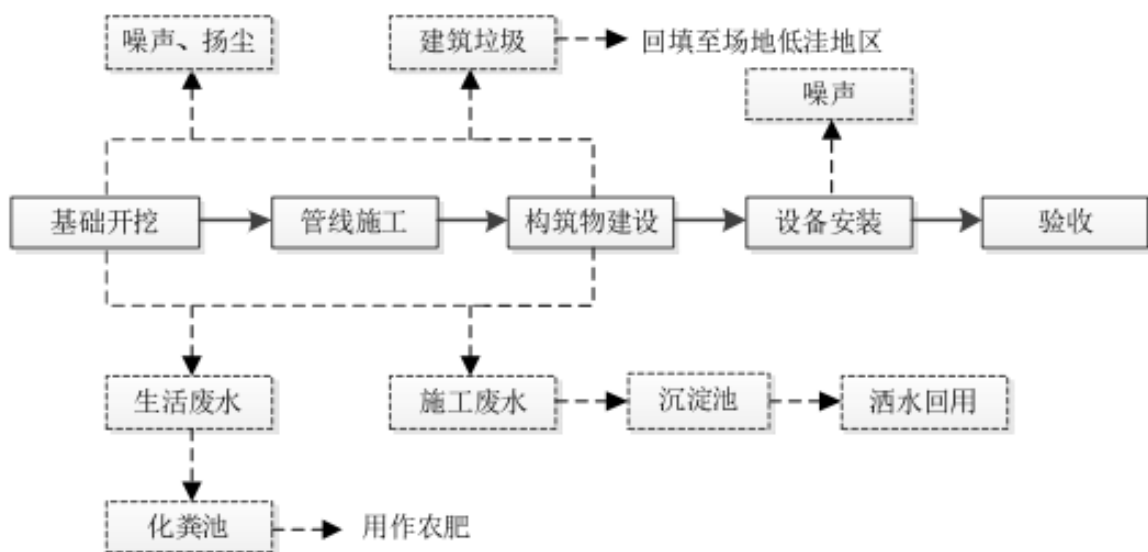 噪声、扬尘
建筑垃圾
回填至场地低洼地区
噪声
基础开挖
管线施工
构筑物建设
设备安装
验收
生活废水
施工废水
沉淀池
洒水回用
化粪池
用作农肥